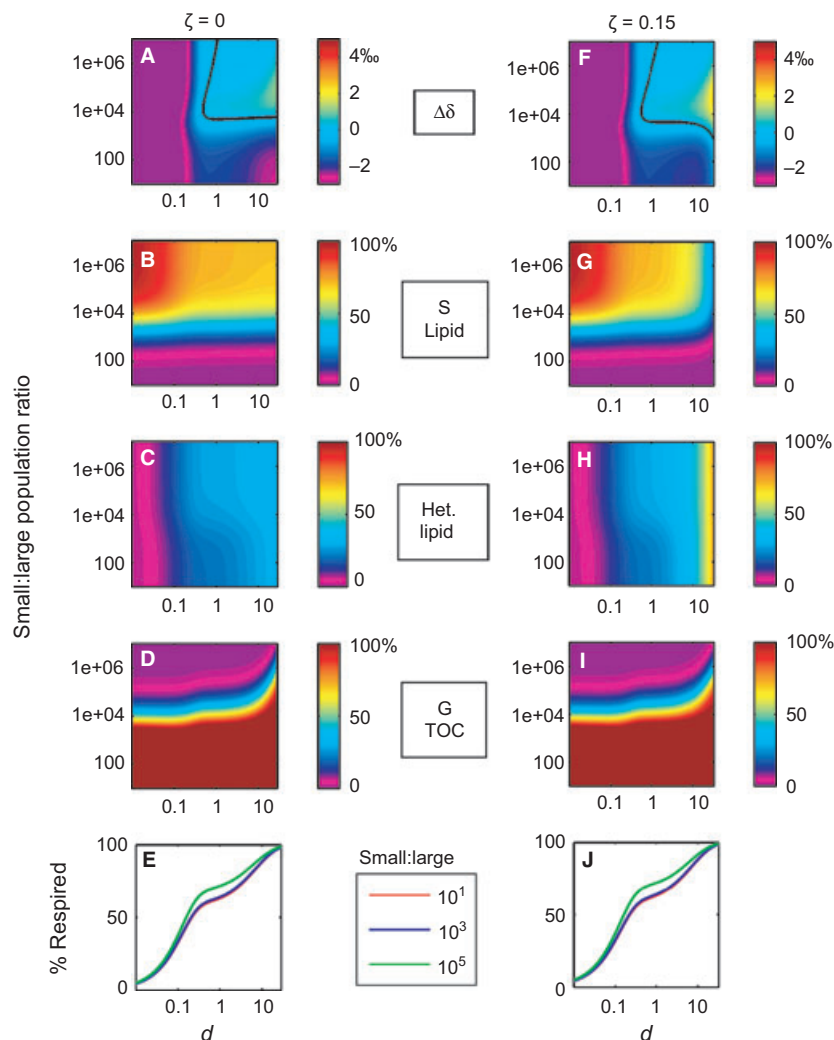 ζ = 0
ζ = 0.15
A
1e+06
1e+04
100
0.1 1 10
4‰
2
0
−2
Δδ
F
1e+06
1e+04
100
0.1 1 10
4‰
2
0
−2
B
1e+06
1e+04
100
0.1 1 10
100%
50
0
S
Lipid
G
1e+06
1e+04
100
0.1 1 10
100%
50
0
Small:large population ratio
C
1e+06
1e+04
100
0.1 1 10
100%
50
0
Het.
lipid
H
1e+06
1e+04
100
0.1 1 10
100%
50
0
D
1e+06
1e+04
100
0.1 1 10
100%
50
0
G
TOC
I
1e+06
1e+04
100
0.1 1 10
100%
50
0
% Respired
E
100
50
0
0.1 1 10
d
Small:large
10¹
10³
10⁵
J
100
50
0
0.1 1 10
d